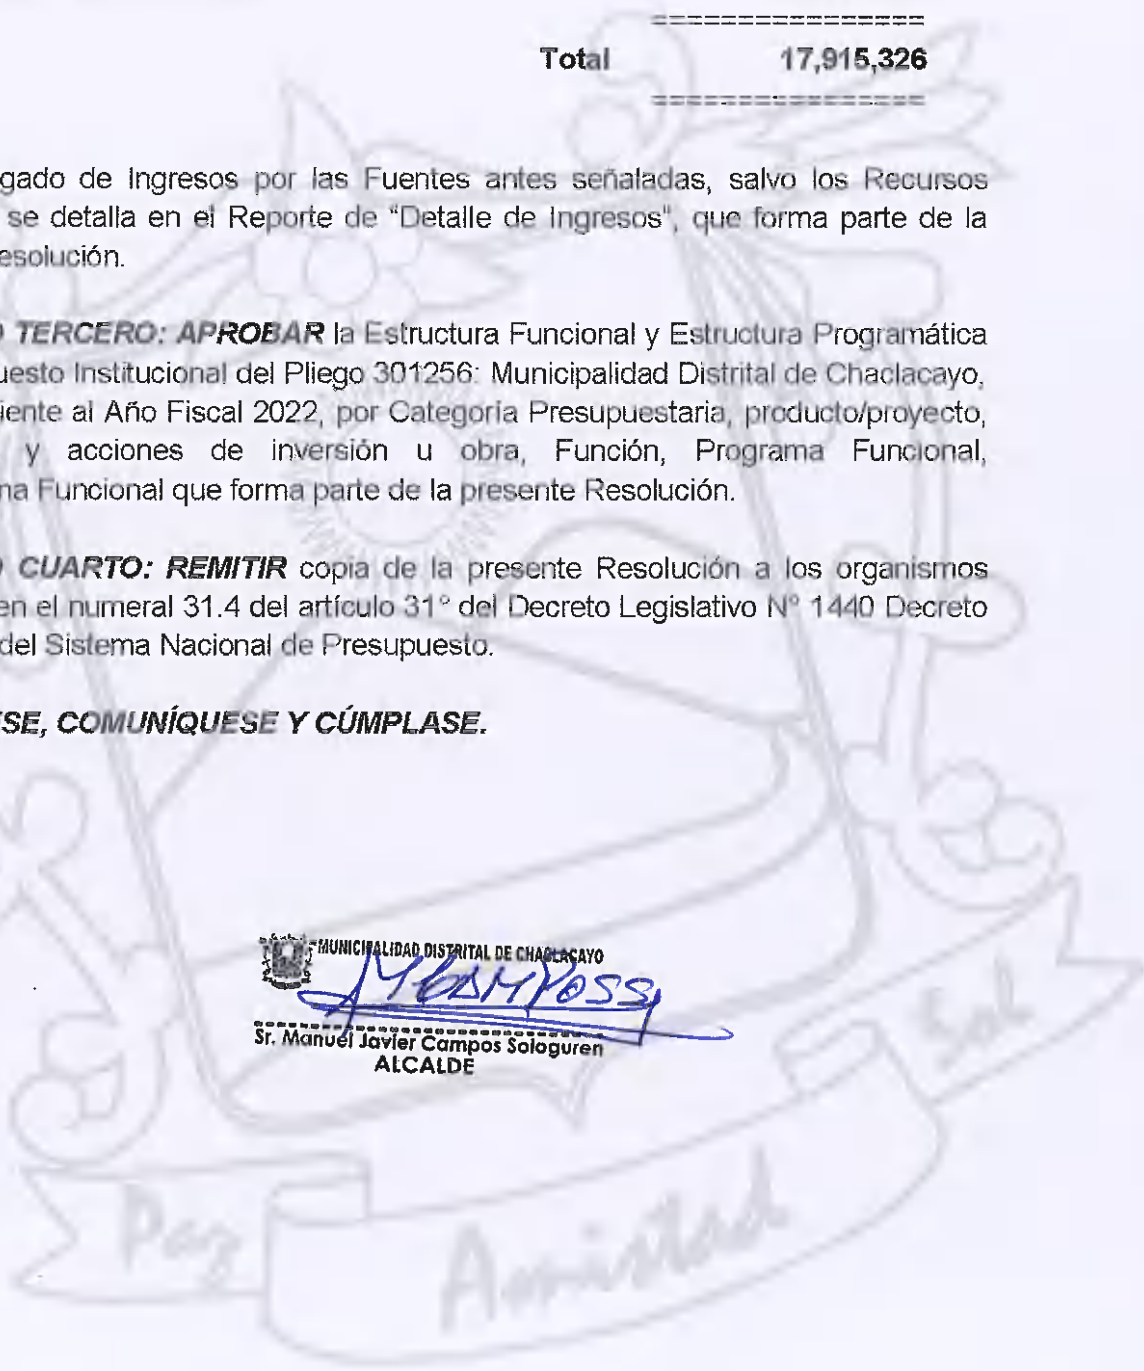 ================
Total 17,915,326
================
gado de Ingresos por las Fuentes antes señaladas, salvo los Recursos
se detalla en el Reporte de "Detalle de Ingresos", que forma parte de la
esolución.
O TERCERO: APROBAR la Estructura Funcional y Estructura Programática
uesto Institucional del Pliego 301256: Municipalidad Distrital de Chaclacayo,
iente al Año Fiscal 2022, por Categoría Presupuestaria, producto/proyecto,
y acciones de inversión u obra, Función, Programa Funcional,
na Funcional que forma parte de la presente Resolución.
O CUARTO: REMITIR copia de la presente Resolución a los organismos
en el numeral 31.4 del artículo 31° del Decreto Legislativo N° 1440 Decreto
del Sistema Nacional de Presupuesto.
SE, COMUNÍQUESE Y CÚMPLASE.
MUNICIPALIDAD DISTRITAL DE CHACLACAYO
MCAMPOSS
Sr. Manuel Javier Campos Sologuren
ALCALDE
Paz Amistad Sol